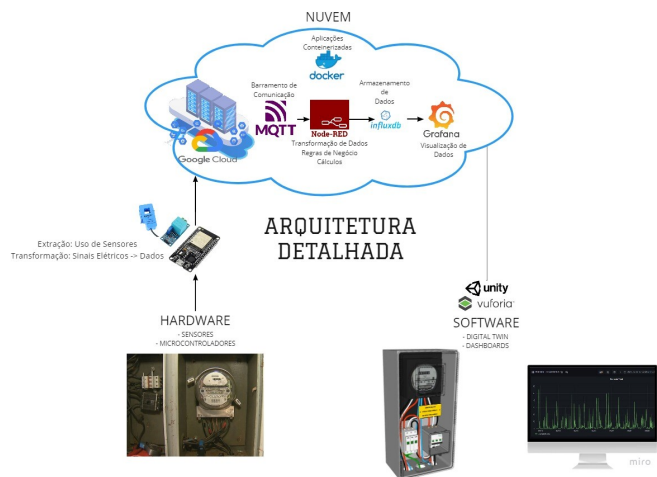 NUVEM
Aplicações
Conteinerizadas
docker
Barramento de
Comunicação
Armazenamento
de
Dados
MQTT
Node-RED
influxdb
Grafana
Google Cloud
Transformação de Dados
Regras de Negócio
Cálculos
Visualização de
Dados
ARQUITETURA
DETALHADA
Extração: Uso de Sensores
Transformação: Sinais Elétricos -> Dados
unity
vuforia
HARDWARE
- SENSORES
- MICROCONTROLADORES
SOFTWARE
- DIGITAL TWIN
- DASHBOARDS
miro